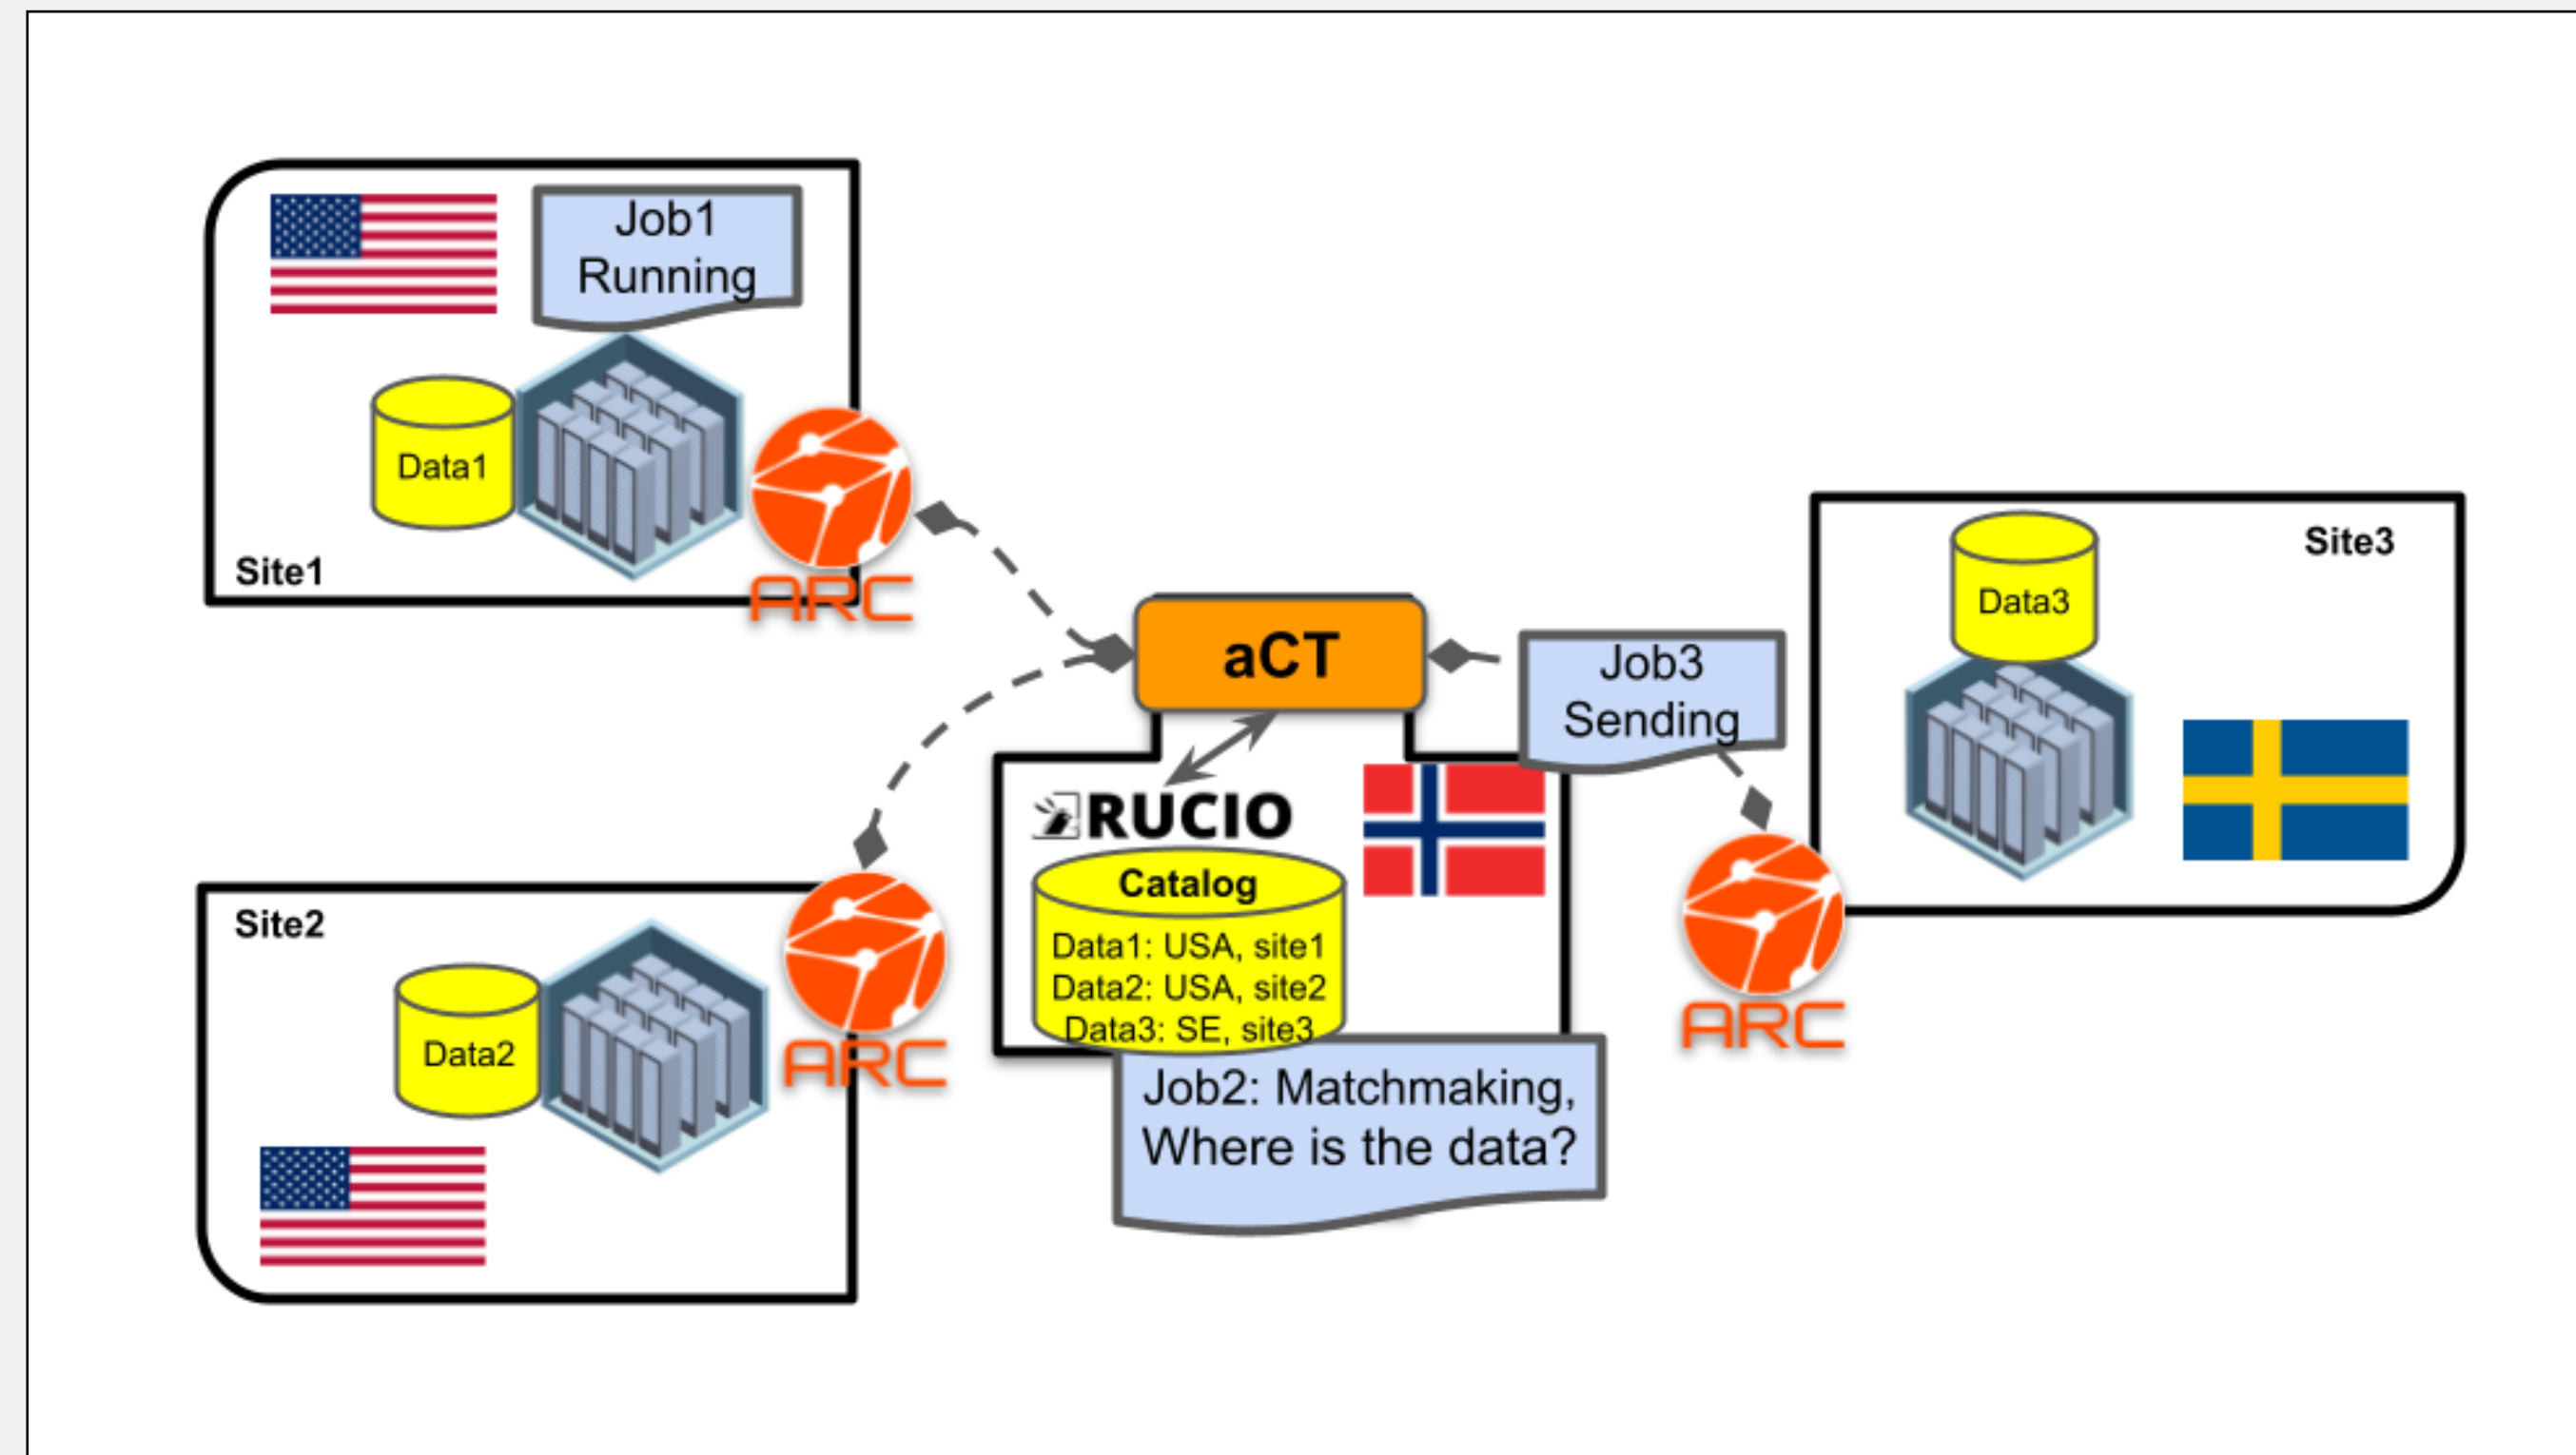 Job1
Running
Data1
Site1
ARC
Site3
Data3
aCT
Job3
Sending
RUCIO
Catalog
Data1: USA, site1
Data2: USA, site2
Data3: SE, site3
ARC
Site2
Data2
ARC
Job2: Matchmaking,
Where is the data?